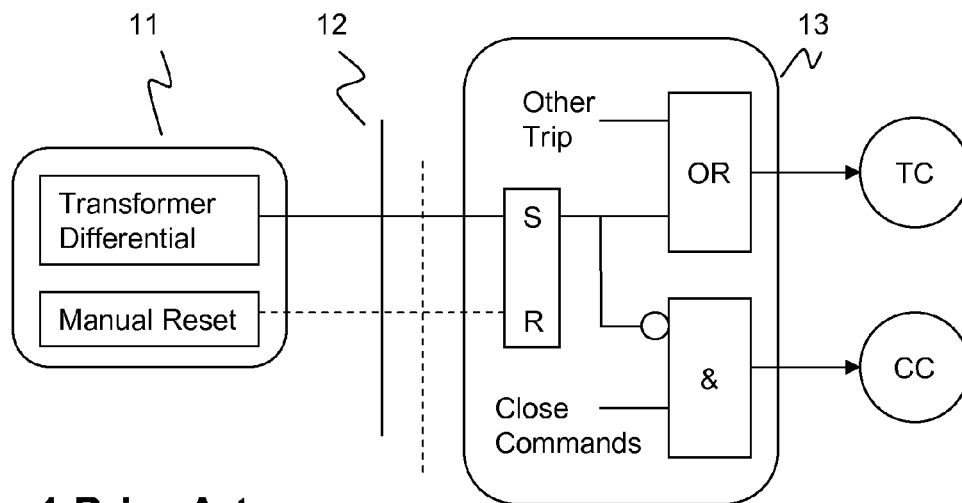 11
12
13
Transformer
Differential
Manual Reset
Other
Trip
S
R
OR
&
Close
Commands
TC
CC